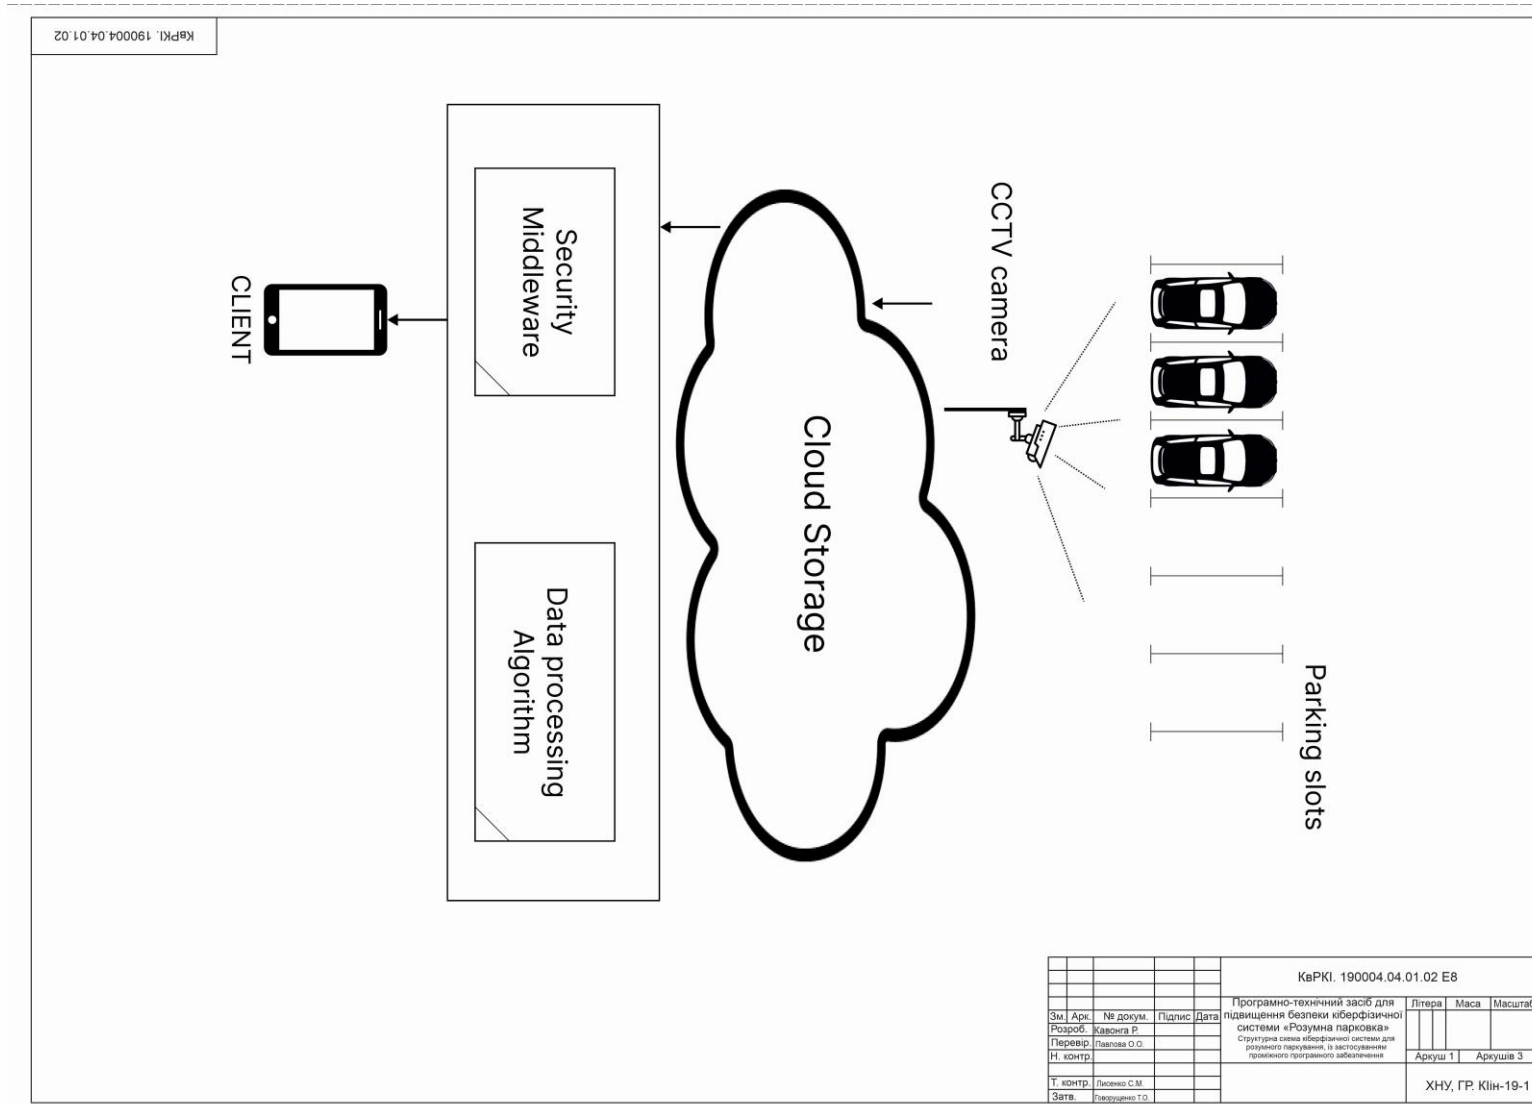 КвРКІ. 190004.04.01.02
Parking slots
CCTV camera
Cloud Storage
Security
Middleware
Data processing
Algorithm
CLIENT
КвРКІ. 190004.04.01.02 Е8
Програмно-технічний засіб для
підвищення безпеки кіберфізичної
системи «Розумна парковка»
Структурна схема кіберфізичної системи для
розумного паркування, із застосуванням
проміжного програмного забезпечення
Літера Маса Масштаб
Аркуш 1 Аркушів 3
ХНУ, ГР. КІін-19-1
Зм. Арк. № докум. Підпис Дата
Розроб. Кавонга Р.
Перевір. Павлова О.О.
Н. контр.
Т. контр. Лисенко С.М.
Затв. Говорущенко Т.О.